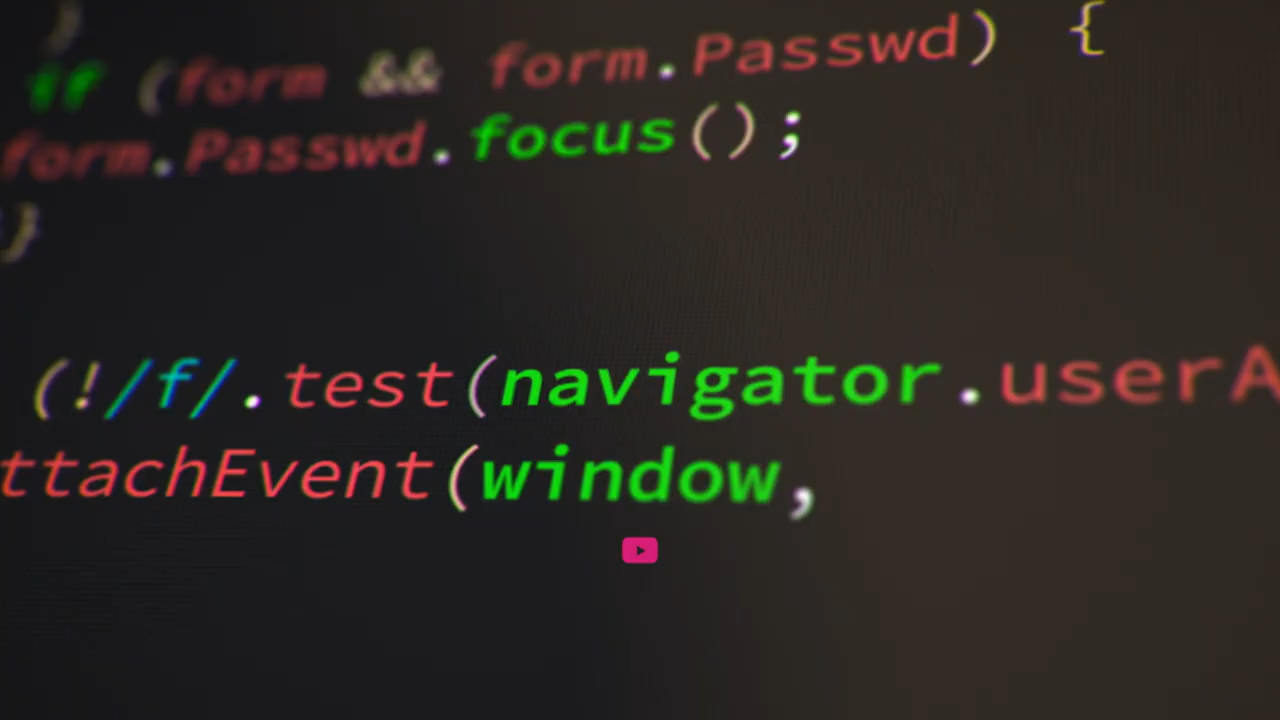 }
if (form && form.Passwd) {
form.Passwd.focus();
}
(!/f/.test(navigator.userA
ttachEvent(window,